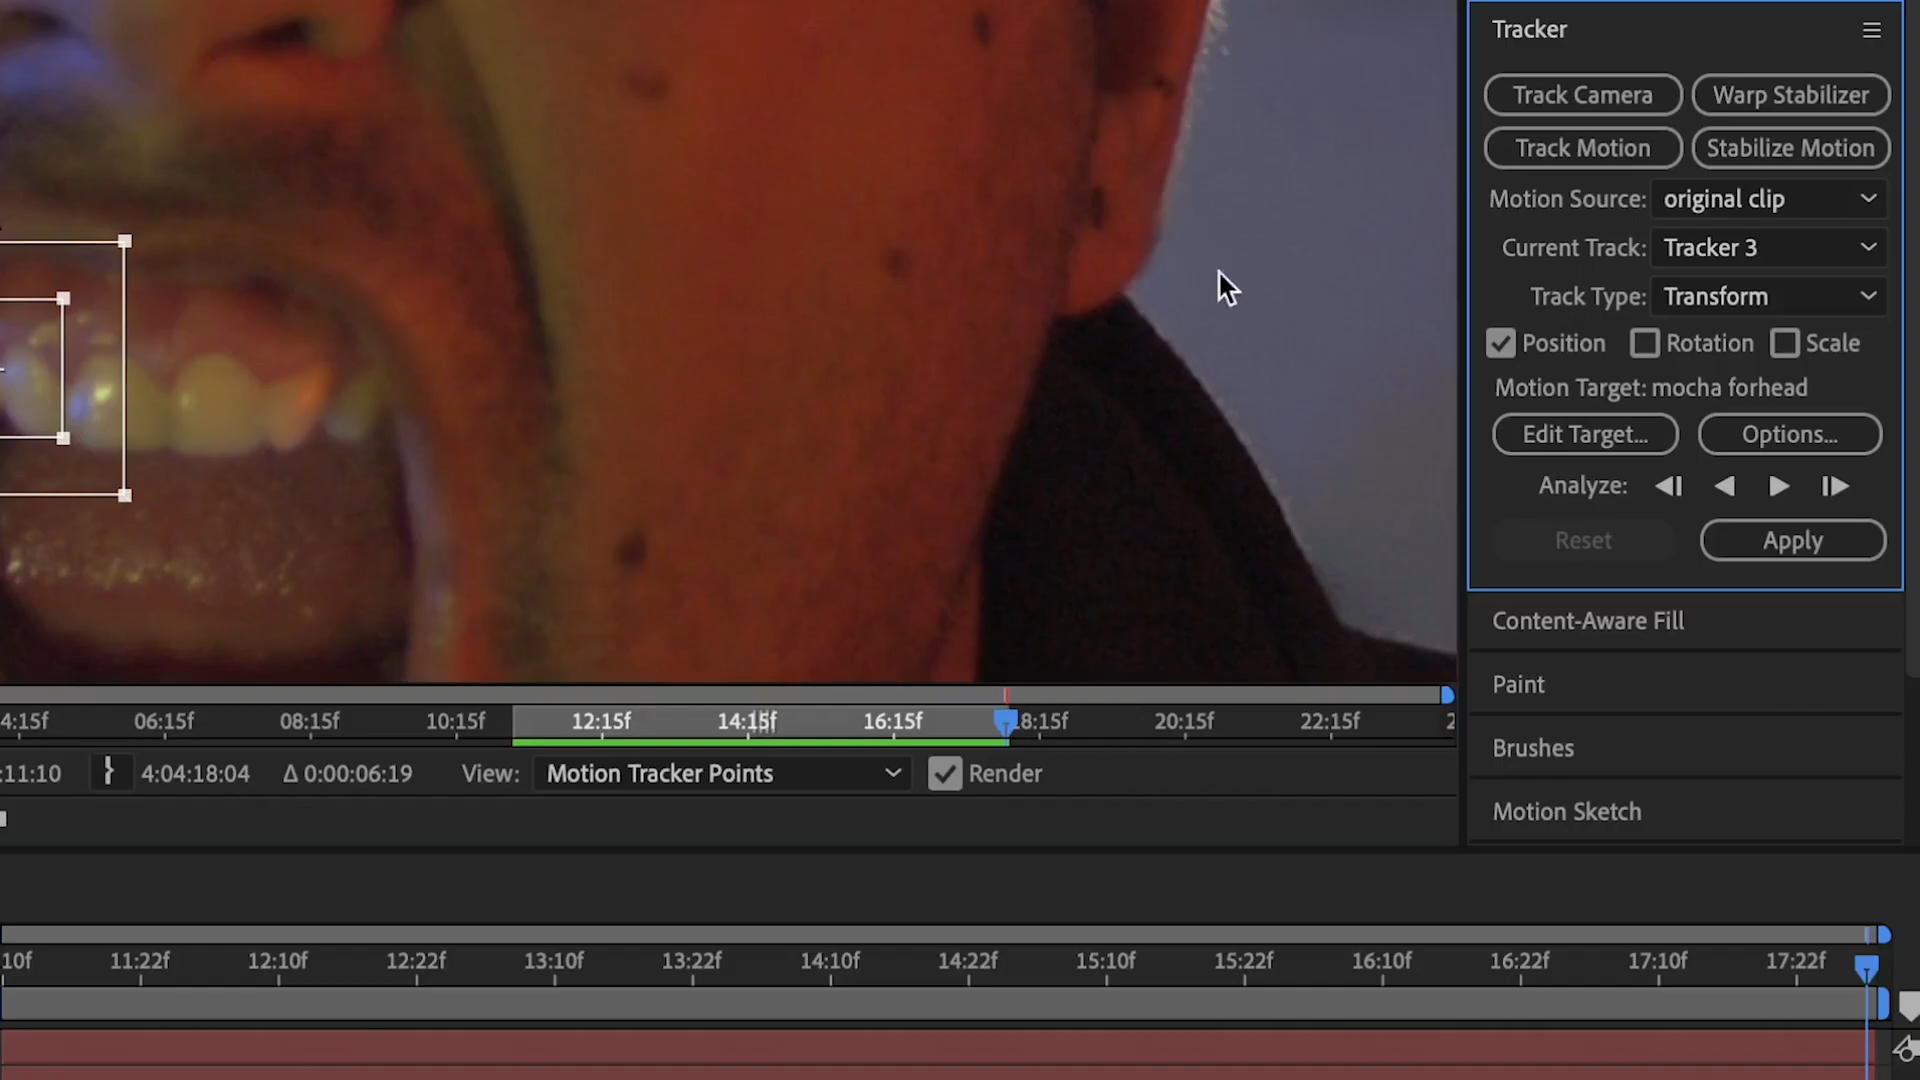 Tracker
Track Camera
Warp Stabilizer
Track Motion
Stabilize Motion
Motion Source: original clip
Current Track: Tracker 3
Track Type: Transform
Position Rotation Scale
Motion Target: mocha forhead
Edit Target...
Options...
Analyze:
Reset
Apply
Content-Aware Fill
Paint
Brushes
Motion Sketch
4:15f 06:15f 08:15f 10:15f 12:15f 14:15f 16:15f 8:15f 20:15f 22:15f 2
:11:10 4:04:18:04 Δ 0:00:06:19 View: Motion Tracker Points Render
10f 11:22f 12:10f 12:22f 13:10f 13:22f 14:10f 14:22f 15:10f 15:22f 16:10f 16:22f 17:10f 17:22f